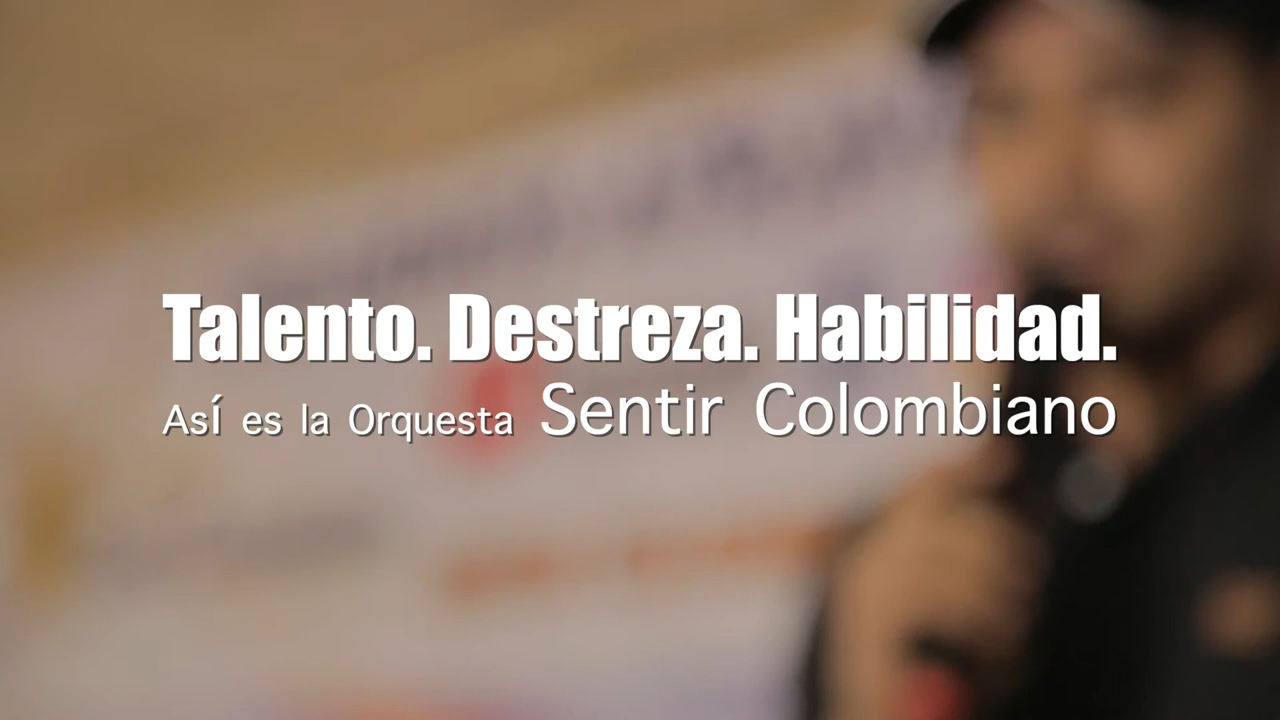 Talento. Destreza. Habilidad.
Así es la Orquesta Sentir Colombiano